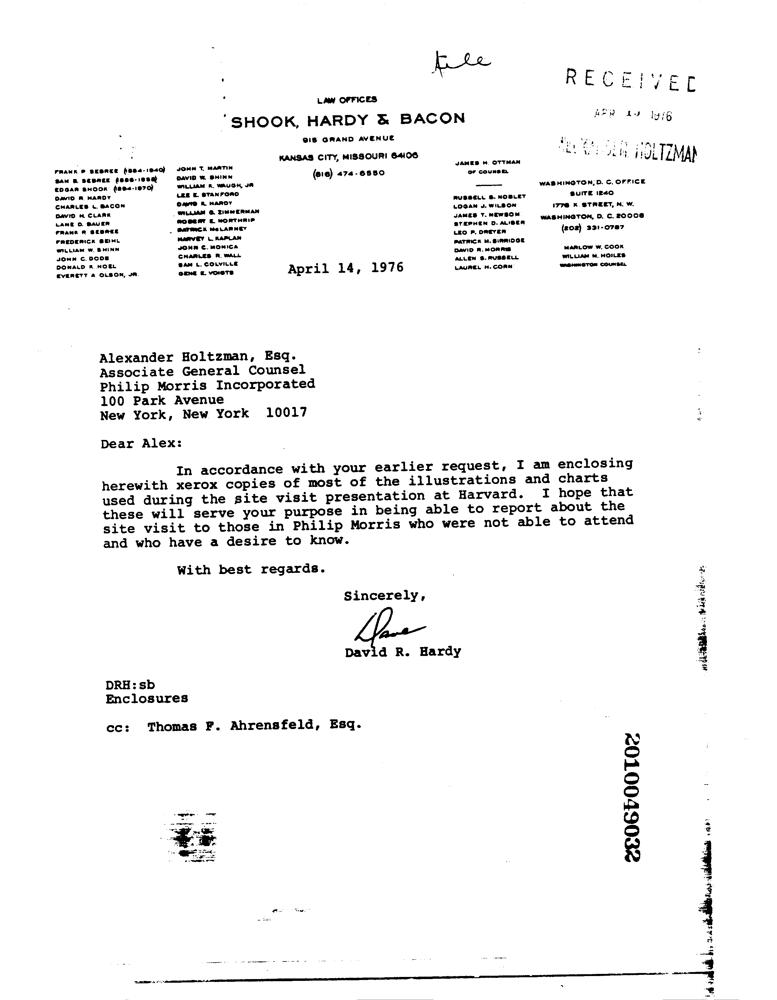 File
RECEIVED
APR 1976
HOLTZMAN
LAW OFFICES
SHOOK, HARDY & BACON
915 GRAND AVENUE
KANSAS CITY, MISSOURI 64106
(816) 474-6550
FRANK P SEBREE (1884-1940)
SAM B. SEBREE
EDGAR SHOOK (1894-1970)
DAVID R HARDY
CHARLES L. BACON
DAVID H. CLARK
LANE D. BAUER
FRANK R SEBREE
FREDERICK BEIHL
WILLIAM W. SHINN
JOHN C. DODS
DONALD K HOEL
EVERETT A OLSON, JR.
JOHN T. MARTIN
DAVID W. SHINN
WILLIAM K. WAUGH, JR
LEE E. STANFORD
DAVID K. HARDY
WILLIAM G. ZIMMERMAN
ROBERT E. NORTHRIP
PATRICK McLARNEY
HARVEY L. KAPLAN
JOHN C. MONICA
CHARLES R. WALL
SAM L. COLVILLE
GENE E. VOIGTS
JAMES H. OTTMAN
OF COUNSEL
RUSSELL S. NOBLET
LOGAN J. WILSON
JAMES T. NEWSOM
STEPHEN D. ALIBER
LEO P. DREYER
PATRICK M. SIRRIDGE
DAVID R. MORRIS
ALLEN S. RUSSELL
LAUREL H. CORN
WASHINGTON, D. C. OFFICE
SUITE 1240
1776 K STREET, N. W.
WASHINGTON, D. C. 20006
(202) 331-0787
MARLOW W. COOK
WILLIAM H. HOILES
WASHINGTON COUNSEL
April 14, 1976
Alexander Holtzman, Esq.
Associate General Counsel
Philip Morris Incorporated
100 Park Avenue
New York, New York 10017
Dear Alex:
In accordance with your earlier request, I am enclosing
herewith xerox copies of most of the illustrations and charts
used during the site visit presentation at Harvard. I hope that
these will serve your purpose in being able to report about the
site visit to those in Philip Morris who were not able to attend
and who have a desire to know.
With best regards.
Sincerely,
Dave
David R. Hardy
DRH:sb
Enclosures
cc: Thomas F. Ahrensfeld, Esq.
2010049032